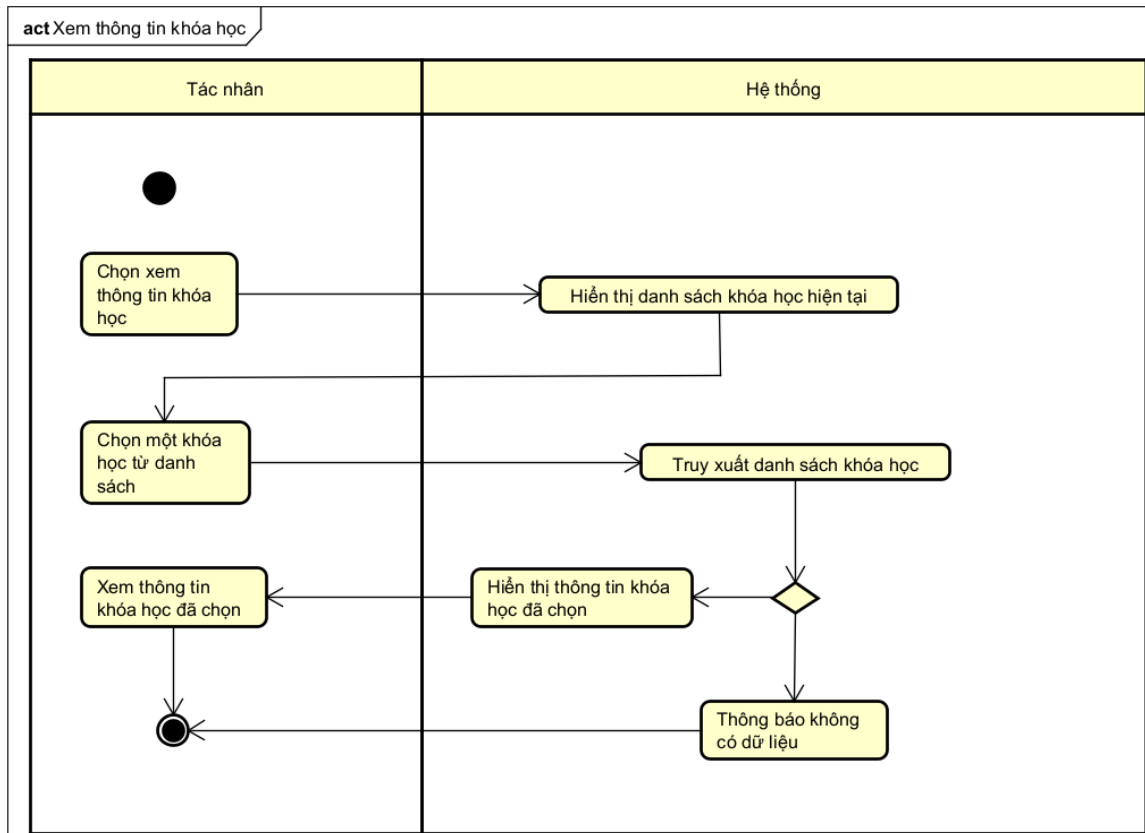 act Xem thông tin khóa học
Tác nhân
Hệ thống
Chọn xem
thông tin khóa
học
Hiển thị danh sách khóa học hiện tại
Chọn một khóa
học từ danh
sách
Truy xuất danh sách khóa học
Xem thông tin
khóa học đã chọn
Hiển thị thông tin khóa
học đã chọn
Thông báo không
có dữ liệu